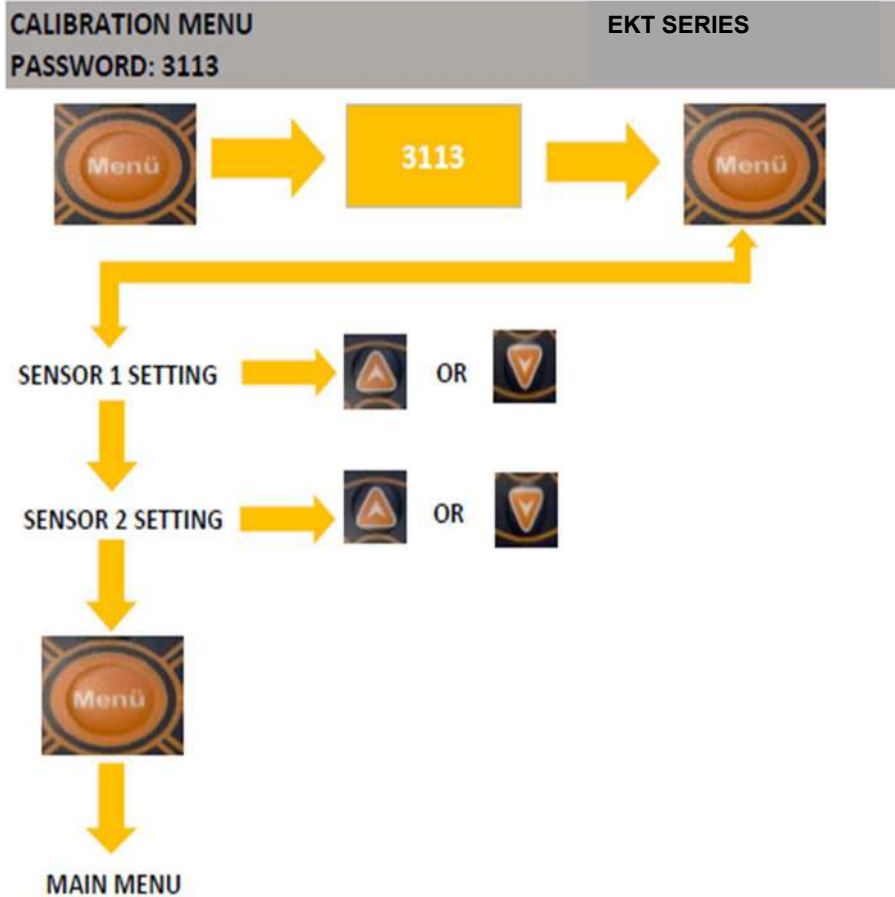 CALIBRATION MENU
EKT SERIES
PASSWORD: 3113
Menü
3113
Menü
SENSOR 1 SETTING
OR
SENSOR 2 SETTING
OR
Menü
MAIN MENU